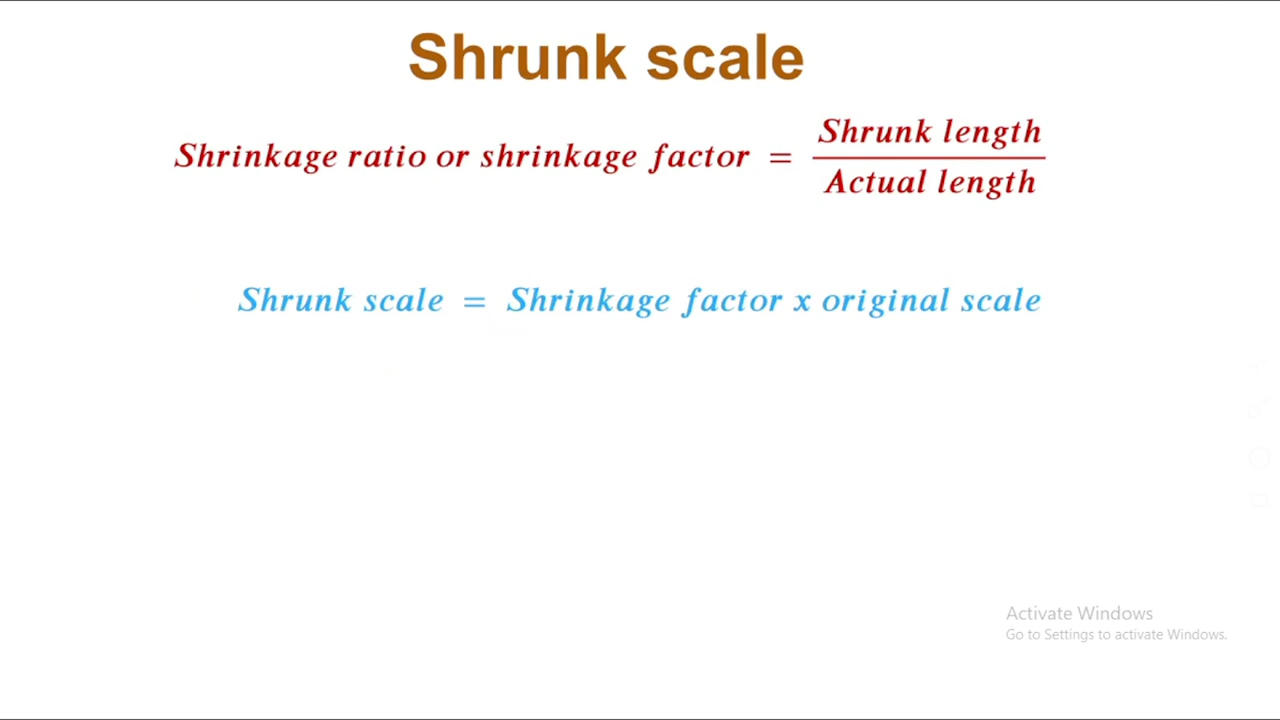 Shrunk scale
Shrinkage ratio or shrinkage factor = Shrunk length / Actual length
Shrunk scale = Shrinkage factor x original scale
Activate Windows
Go to Settings to activate Windows.